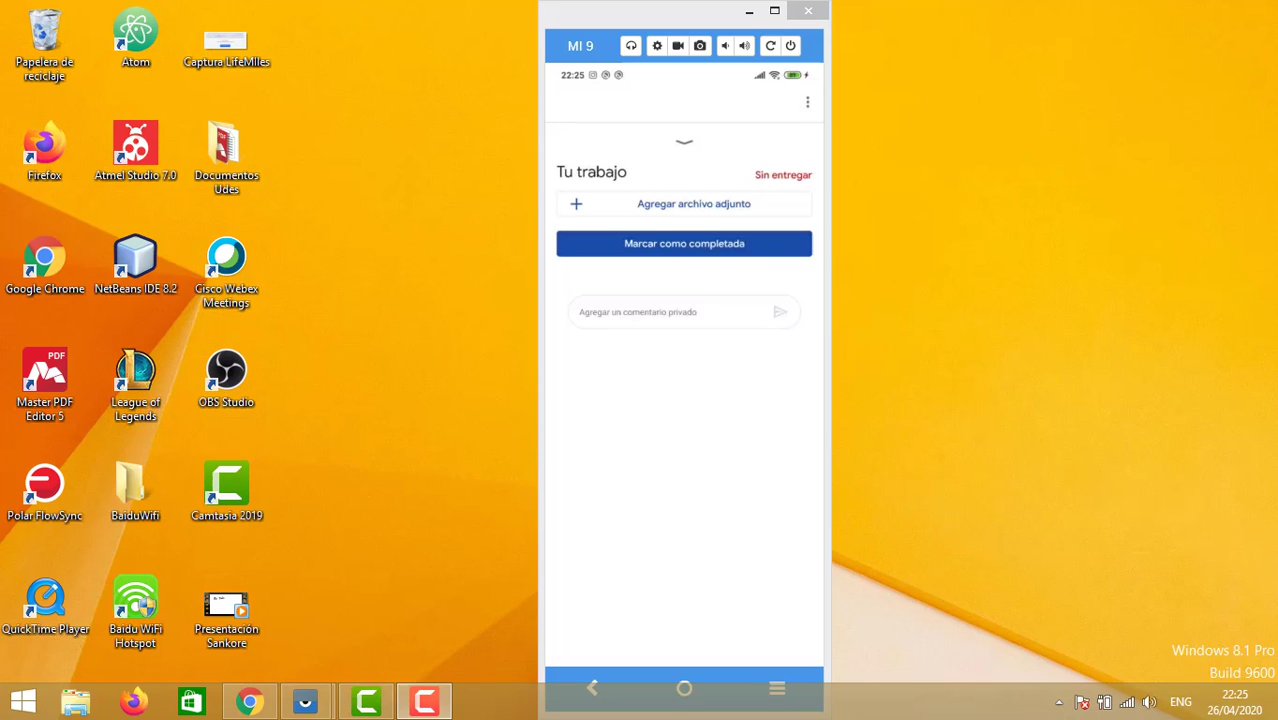 Papelera de
reciclaje
Atom
Captura LifeMIles
Firefox
Atmel Studio 7.0
Documentos
Udes
Google Chrome
NetBeans IDE 8.2
Cisco Webex
Meetings
PDF
Master PDF
Editor 5
League of
Legends
OBS Studio
Polar FlowSync
BaiduWifi
Camtasia 2019
QuickTime Player
Baidu WiFi
Hotspot
Presentación
Sankore
MI 9
22:25
Tu trabajo
Sin entregar
Agregar archivo adjunto
Marcar como completada
Agregar un comentario privado
Windows 8.1 Pro
Build 9600
ENG
22:25
26/04/2020